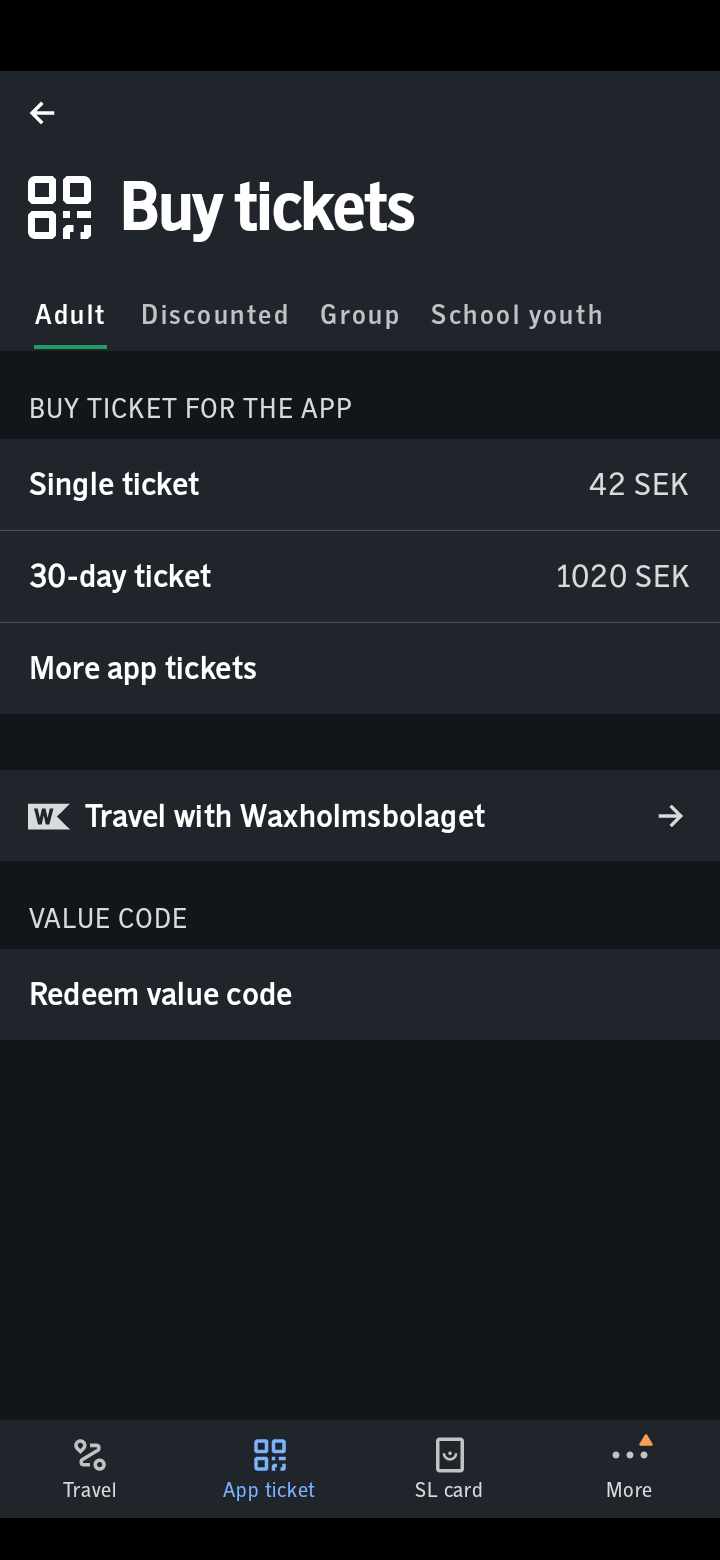 Buy tickets
Adult Discounted Group School youth
BUY TICKET FOR THE APP
Single ticket 42 SEK
30-day ticket 1020 SEK
More app tickets
W Travel with Waxholmsbolaget
VALUE CODE
Redeem value code
Travel App ticket SL card More